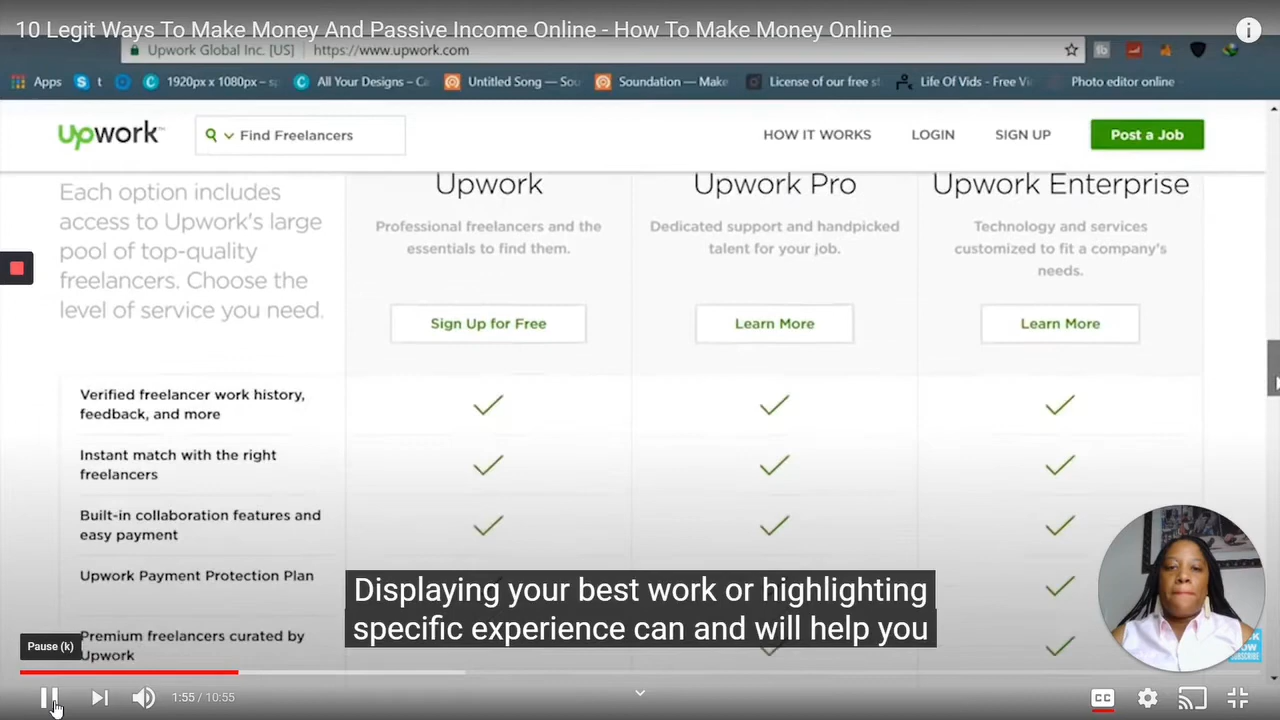 10 Legit Ways To Make Money And Passive Income Online - How To Make Money Online
Upwork Global Inc. [US] https://www.upwork.com
Apps t 1920px x 1080px – All Your Designs – Untitled Song — Sou Soundation — Make License of our free Life Of Vids – Free Photo editor online
upwork Find Freelancers HOW IT WORKS LOGIN SIGN UP Post a Job
Each option includes
access to Upwork's large
pool of top-quality
freelancers. Choose the
level of service you need.
Upwork Upwork Pro Upwork Enterprise
Professional freelancers and the
essentials to find them.
Dedicated support and handpicked
talent for your job.
Technology and services
customized to fit a company's
needs.
Sign Up for Free Learn More Learn More
Verified freelancer work history,
feedback, and more
Instant match with the right
freelancers
Built-in collaboration features and
easy payment
Upwork Payment Protection Plan
Premium freelancers curated by
Upwork
Displaying your best work or highlighting
specific experience can and will help you
Pause (k)
1:55 / 10:55
CC